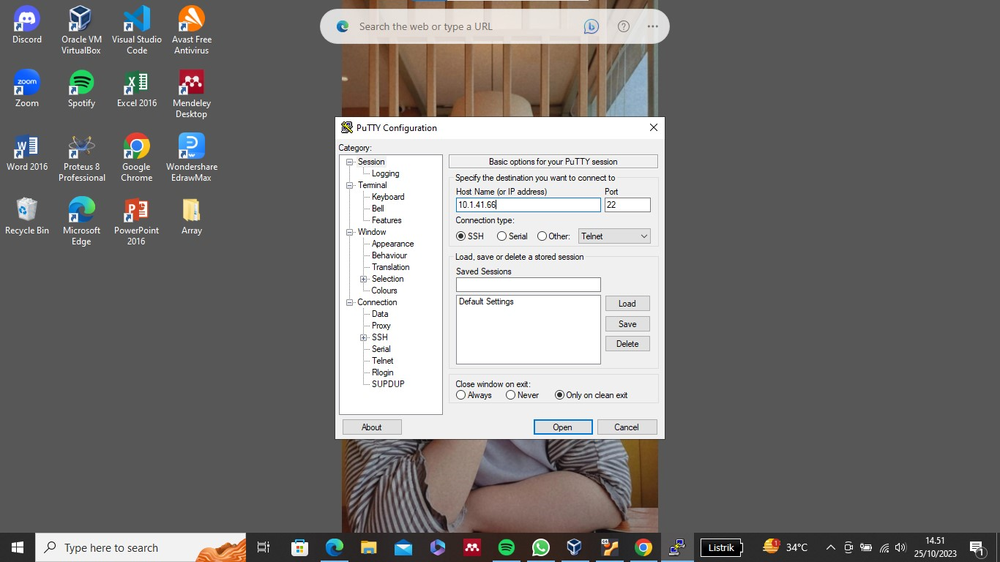 Discord
Oracle VM
VirtualBox
Visual Studio
Code
Avast Free
Antivirus
Zoom
zoom
Spotify
Excel 2016
Mendeley
Desktop
Word 2016
Proteus 8
Professional
Google
Chrome
Wondershare
EdrawMax
Recycle Bin
Microsoft
Edge
PowerPoint
2016
Array
Search the web or type a URL
PuTTY Configuration
Category:
Session
Logging
Terminal
Keyboard
Bell
Features
Window
Appearance
Behaviour
Translation
Selection
Colours
Connection
Data
Proxy
SSH
Serial
Telnet
Rlogin
SUPDUP
Basic options for your PuTTY session
Specify the destination you want to connect to
Host Name (or IP address) Port
10.1.41.66 22
Connection type:
SSH Serial Other: Telnet
Load, save or delete a stored session
Saved Sessions
Default Settings
Load
Save
Delete
Close window on exit:
Always Never Only on clean exit
About Open Cancel
Type here to search
Listrik
1
34°C
14.51
25/10/2023
1